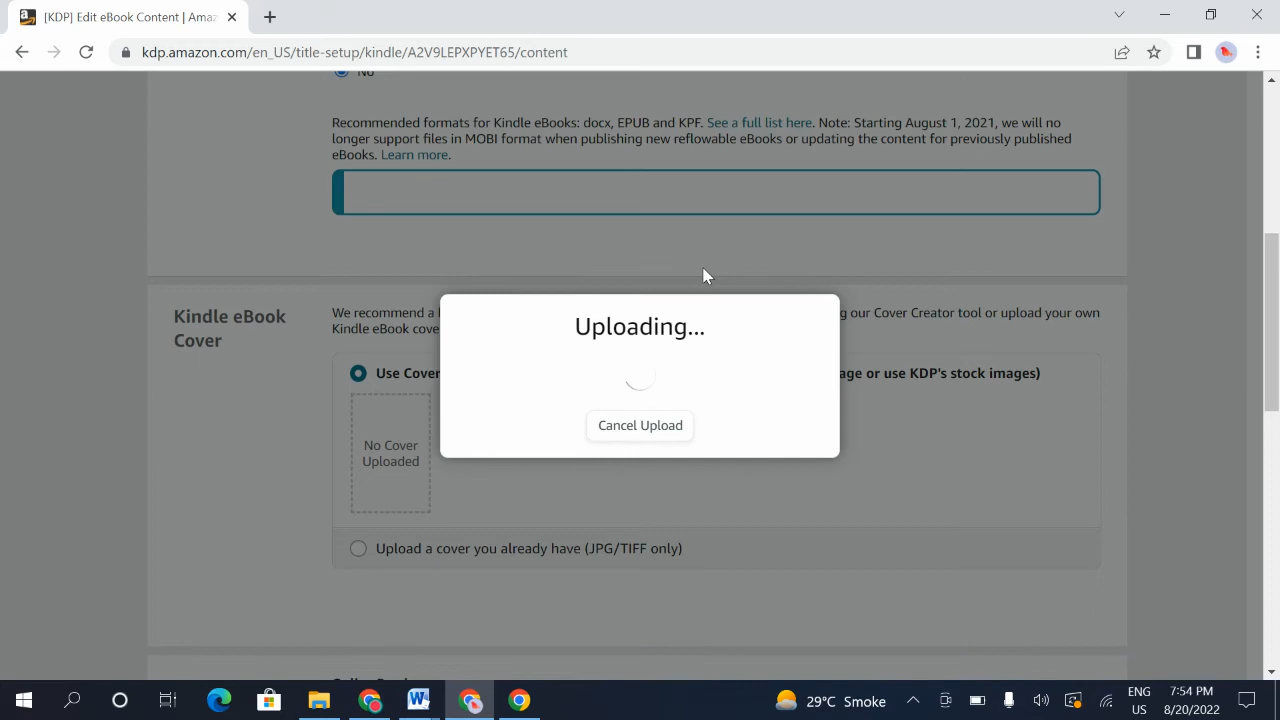 [KDP] Edit eBook Content | Amaz
kdp.amazon.com/en_US/title-setup/kindle/A2V9LEPXPYET65/content
No
Recommended formats for Kindle eBooks: docx, EPUB and KPF. See a full list here. Note: Starting August 1, 2021, we will no
longer support files in MOBI format when publishing new reflowable eBooks or updating the content for previously published
eBooks. Learn more.
Kindle eBook
Cover
We recommend a
ng our Cover Creator tool or upload your own
Kindle eBook cove
Uploading...
Use Cover
age or use KDP's stock images)
No Cover
Uploaded
Cancel Upload
Upload a cover you already have (JPG/TIFF only)
29°C Smoke
ENG
US
7:54 PM
8/20/2022